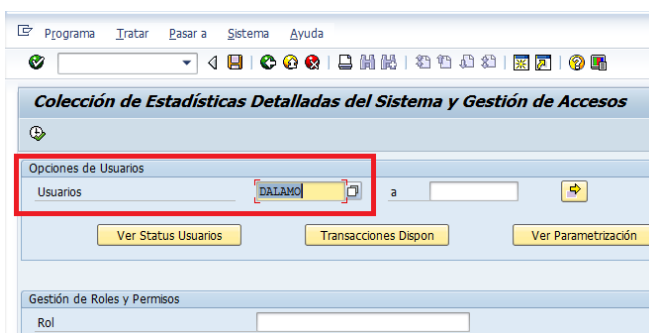 Programa Tratar Pasar a Sistema Ayuda
Colección de Estadísticas Detalladas del Sistema y Gestión de Accesos
Opciones de Usuarios
Usuarios DALAMO a
Ver Status Usuarios Transacciones Dispon Ver Parametrización
Gestión de Roles y Permisos
Rol